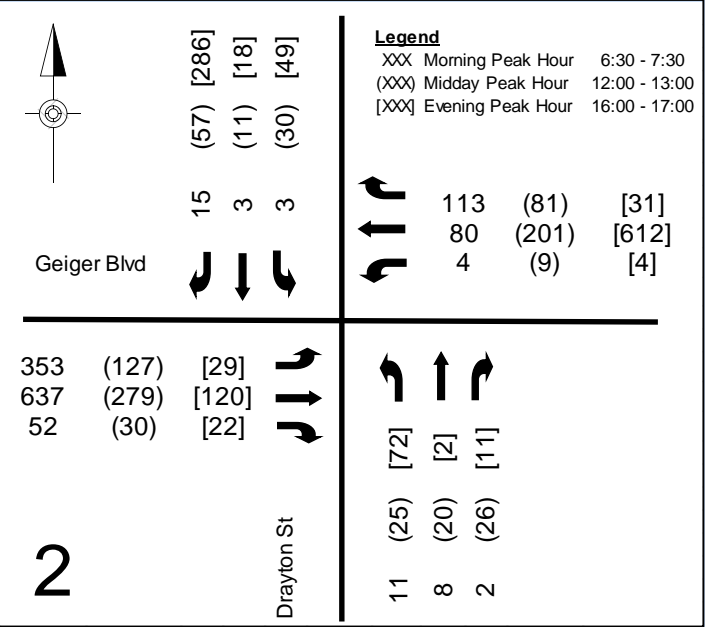 Legend
XXX Morning Peak Hour 6:30 - 7:30
(XXX) Midday Peak Hour 12:00 - 13:00
[XXX] Evening Peak Hour 16:00 - 17:00
15 (57) [286]
3 (11) [18]
3 (30) [49]
113 (81) [31]
80 (201) [612]
4 (9) [4]
Geiger Blvd
353 (127) [29]
637 (279) [120]
52 (30) [22]
11 (25) [72]
8 (20) [2]
2 (26) [11]
Drayton St
2